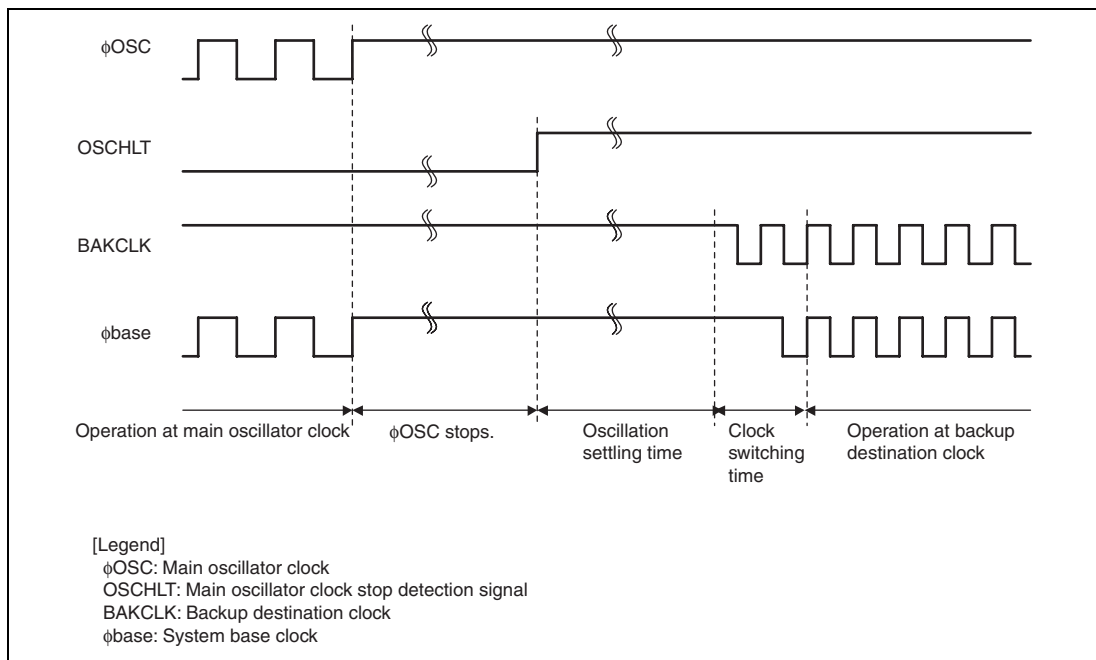 φOSC
OSCHLT
BAKCLK
φbase
Operation at main oscillator clock
φOSC stops.
Oscillation
settling time
Clock
switching
time
Operation at backup
destination clock
[Legend]
φOSC: Main oscillator clock
OSCHLT: Main oscillator clock stop detection signal
BAKCLK: Backup destination clock
φbase: System base clock